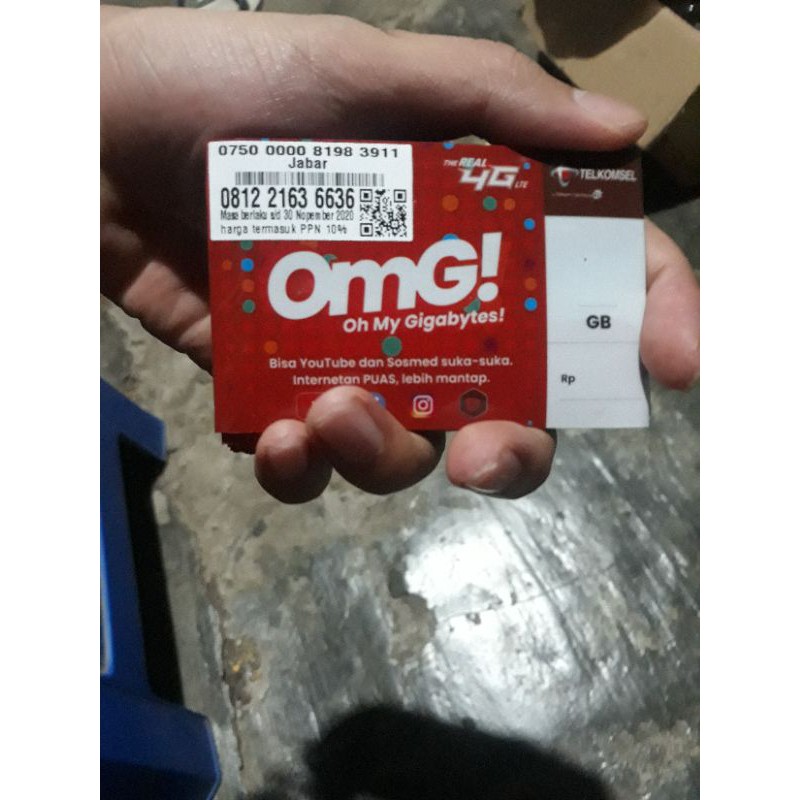 0750 0000 8198 3911
Jabar
0812 2163 6636
Masa berlaku s/d 30 Nopember 2020
harga termasuk PPN 10%
THE REAL
4G LTE
TELKOMSEL
OMG!
Oh My Gigabytes!
Bisa YouTube dan Sosmed suka-suka.
Internetan PUAS, lebih mantap.
GB
Rp